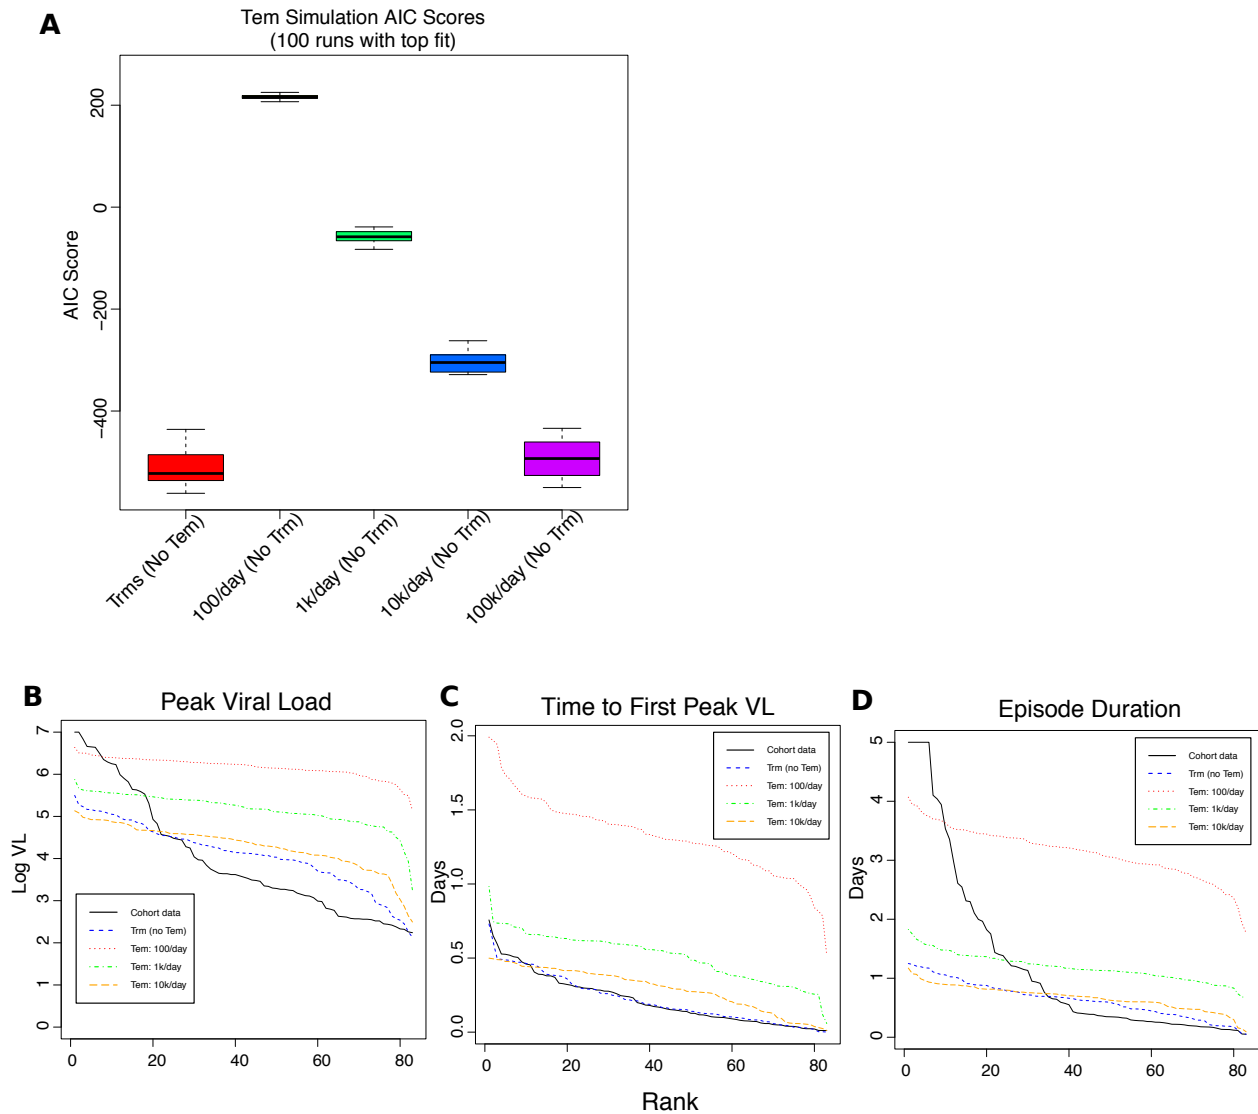 A
Tem Simulation AIC Scores
(100 runs with top fit)
AIC Score
200
0
−200
−400
Trms (No Tem)
100/day (No Trm)
1k/day (No Trm)
10k/day (No Trm)
100k/day (No Trm)
B
Peak Viral Load
Log VL
7
6
5
4
3
2
1
0
Cohort data
Trm (no Tem)
Tem: 100/day
Tem: 1k/day
Tem: 10k/day
0 20 40 60 80
C
Time to First Peak VL
Days
2.0
1.5
1.0
0.5
0.0
Cohort data
Trm (no Tem)
Tem: 100/day
Tem: 1k/day
Tem: 10k/day
0 20 40 60 80
Rank
D
Episode Duration
Days
5
4
3
2
1
0
Cohort data
Trm (no Tem)
Tem: 100/day
Tem: 1k/day
Tem: 10k/day
0 20 40 60 80